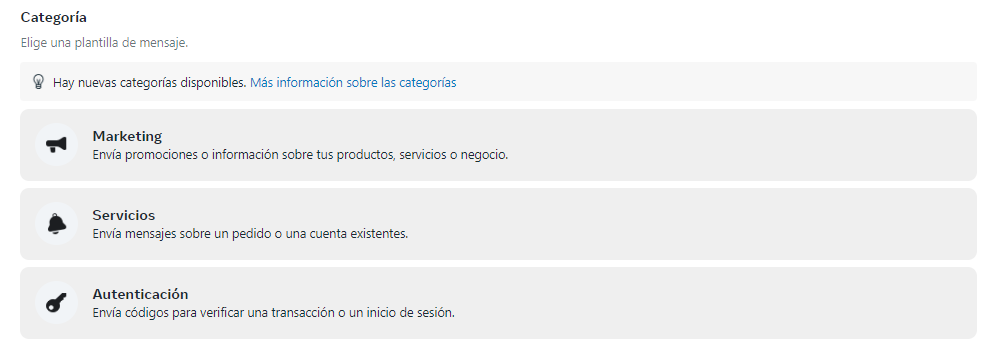 Categoría
Elige una plantilla de mensaje.
Hay nuevas categorías disponibles. Más información sobre las categorías
Marketing
Envía promociones o información sobre tus productos, servicios o negocio.
Servicios
Envía mensajes sobre un pedido o una cuenta existentes.
Autenticación
Envía códigos para verificar una transacción o un inicio de sesión.